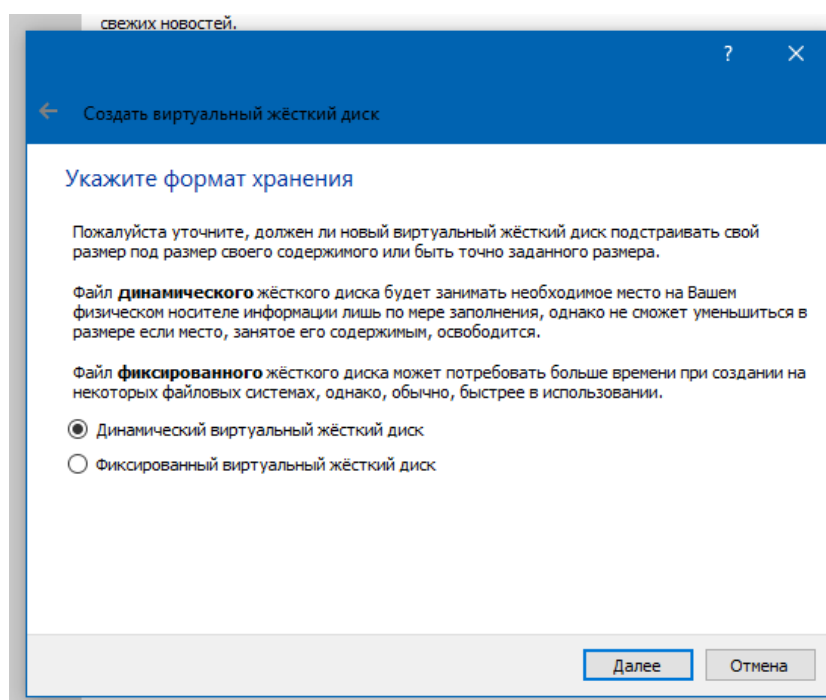 свежих новостей.
?
Создать виртуальный жёсткий диск
Укажите формат хранения
Пожалуйста уточните, должен ли новый виртуальный жёсткий диск подстраивать свой
размер под размер своего содержимого или быть точно заданного размера.
Файл динамического жёсткого диска будет занимать необходимое место на Вашем
физическом носителе информации лишь по мере заполнения, однако не сможет уменьшиться в
размере если место, занятое его содержимым, освободится.
Файл фиксированного жёсткого диска может потребовать больше времени при создании на
некоторых файловых системах, однако, обычно, быстрее в использовании.
Динамический виртуальный жёсткий диск
Фиксированный виртуальный жёсткий диск
Далее
Отмена